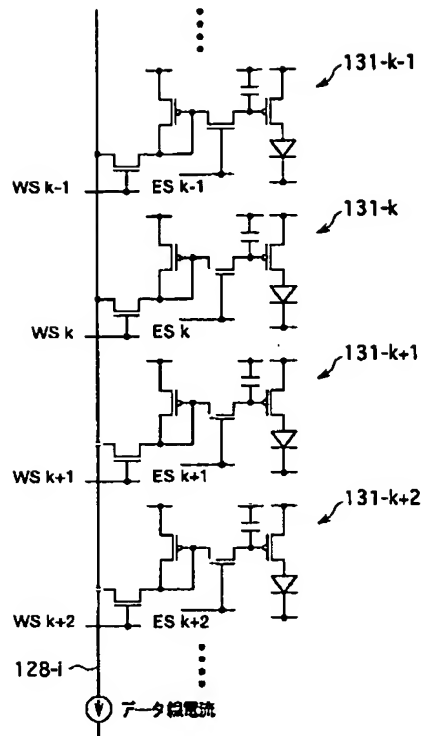 131-k-1
WS k-1
ES k-1
131-k
WS k
ES k
131-k+1
WS k+1
ES k+1
131-k+2
WS k+2
ES k+2
128-i
データ線電流